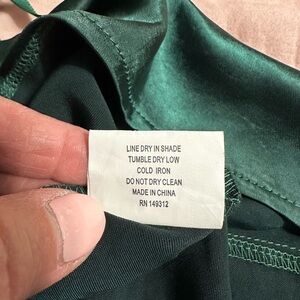 LINE DRY IN SHADE
TUMBLE DRY LOW
COLD IRON
DO NOT DRY CLEAN
MADE IN CHINA
RN 149312